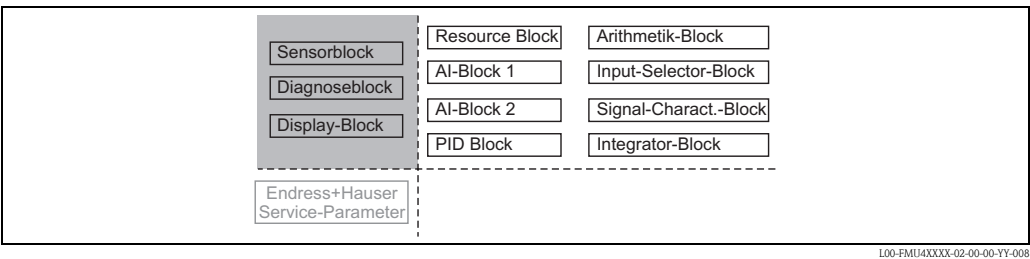 Sensorblock
Diagnoseblock
Display-Block
Resource Block
AI-Block 1
AI-Block 2
PID Block
Arithmetik-Block
Input-Selector-Block
Signal-Charact.-Block
Integrator-Block
Endress+Hauser
Service-Parameter
L00-FMU4XXXX-02-00-00-YY-008